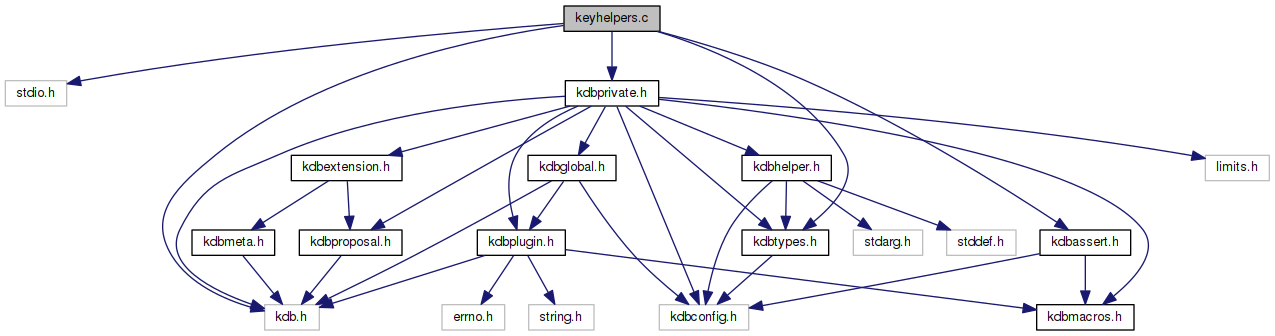 keyhelpers.c
stdio.h
kdbprivate.h
kdbextension.h
kdbglobal.h
kdbhelper.h
limits.h
kdbmeta.h
kdbproposal.h
kdbplugin.h
kdbtypes.h
stdarg.h
stddef.h
kdbassert.h
kdb.h
errno.h
string.h
kdbconfig.h
kdbmacros.h